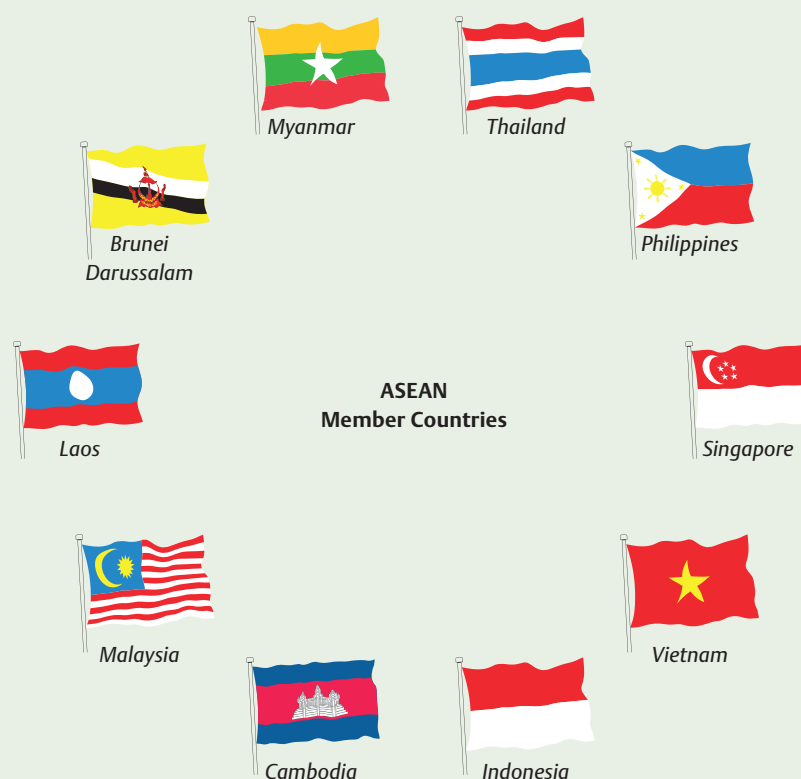 Myanmar
Thailand
Brunei
Darussalam
Philippines
ASEAN
Member Countries
Laos
Singapore
Malaysia
Vietnam
Cambodia
Indonesia